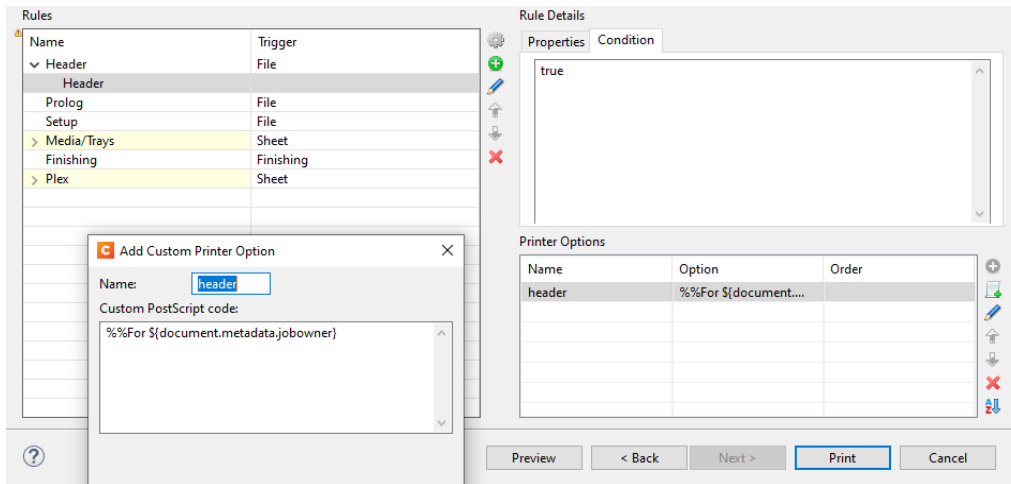 Rules
Name Trigger
Header File
Header
Prolog File
Setup File
Media/Trays Sheet
Finishing Finishing
Plex Sheet
Rule Details
Properties Condition
true
Printer Options
Name Option Order
header %%For ${document....
C Add Custom Printer Option
Name: header
Custom PostScript code:
%%For ${document.metadata.jobowner}
? Preview < Back Next > Print Cancel